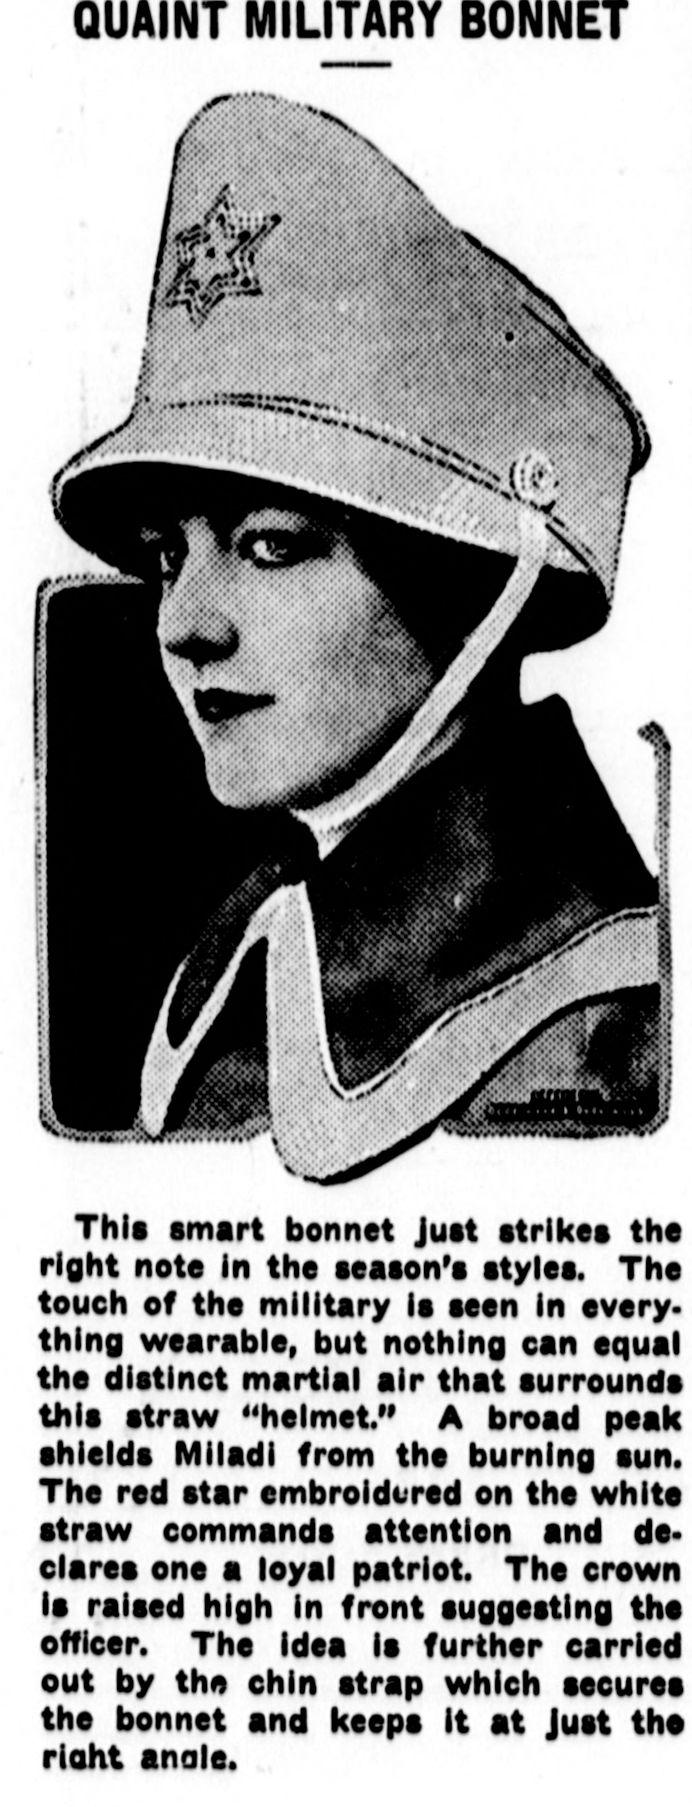 QUAINT MILITARY BONNET
This smart bonnet just strikes the
right note in the season's styles. The
touch of the military is seen in every-
thing wearable, but nothing can equal
the distinct martial air that surrounds
this straw "helmet." A broad peak
shields Miladi from the burning sun.
The red star embroidered on the white
straw commands attention and de-
clares one a loyal patriot. The crown
is raised high in front suggesting the
officer. The idea is further carried
out by the chin strap which secures
the bonnet and keeps it at just the
right angle.